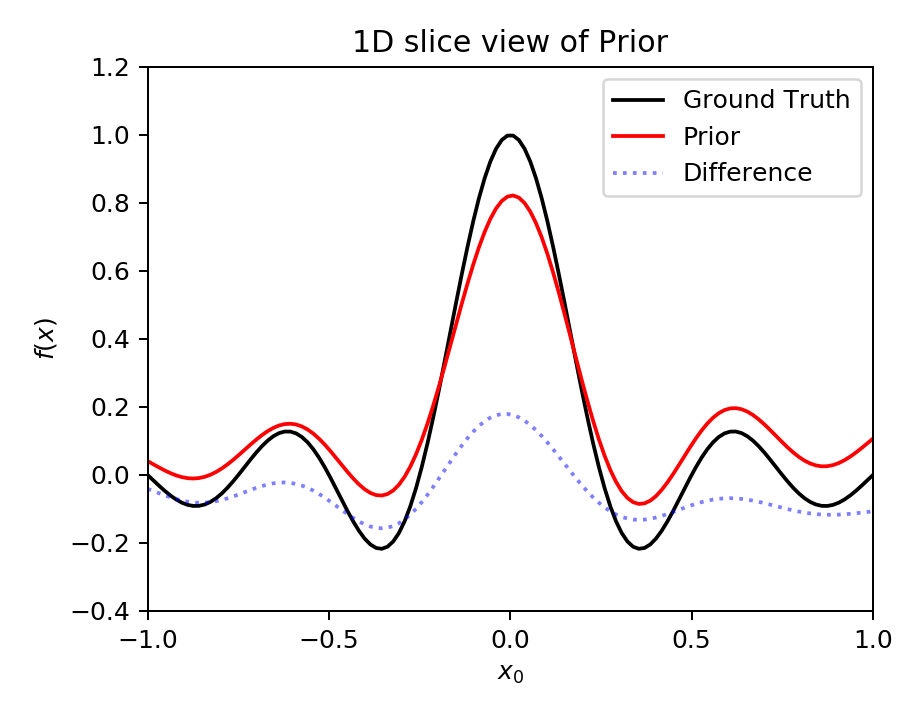 1D slice view of Prior
Ground Truth
Prior
Difference
1.2
1.0
0.8
0.6
0.4
0.2
0.0
−0.2
−0.4
f(x)
−1.0 −0.5 0.0 0.5 1.0
x₀